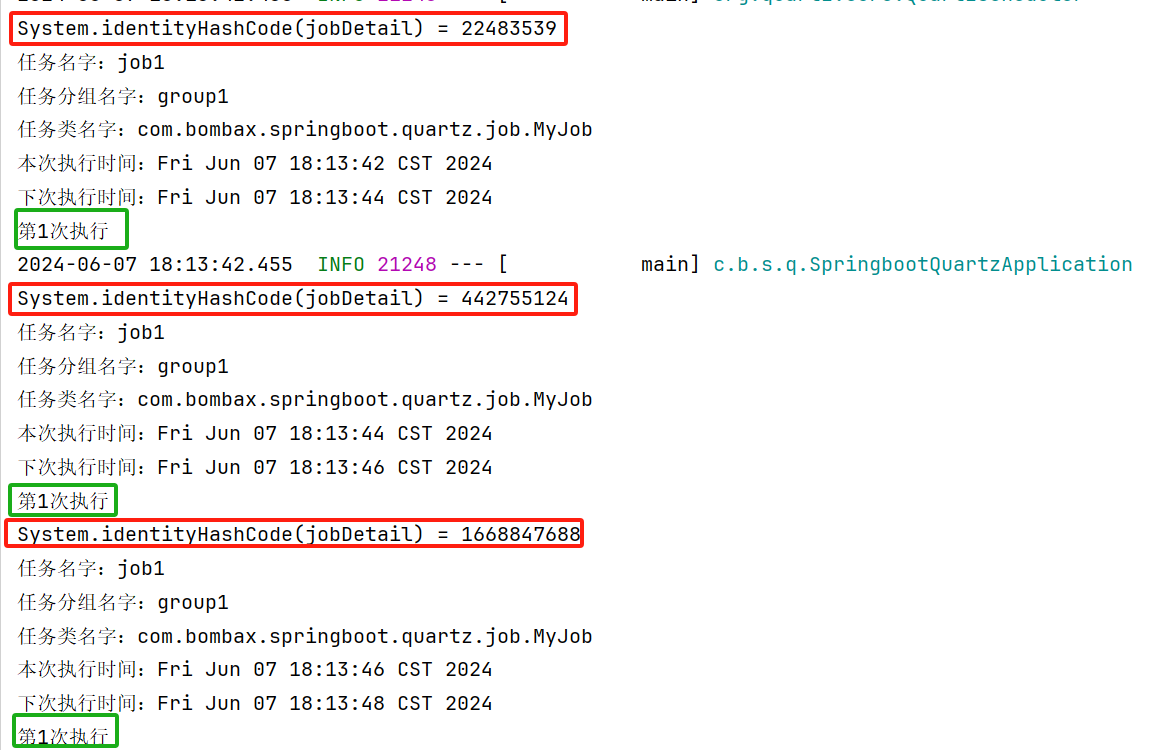 System.identityHashCode(jobDetail) = 22483539
任务名字：job1
任务分组名字：group1
任务类名字：com.bombax.springboot.quartz.job.MyJob
本次执行时间：Fri Jun 07 18:13:42 CST 2024
下次执行时间：Fri Jun 07 18:13:44 CST 2024
第1次执行
2024-06-07 18:13:42.455  INFO 21248 --- [           main] c.b.s.q.SpringbootQuartzApplication
System.identityHashCode(jobDetail) = 442755124
任务名字：job1
任务分组名字：group1
任务类名字：com.bombax.springboot.quartz.job.MyJob
本次执行时间：Fri Jun 07 18:13:44 CST 2024
下次执行时间：Fri Jun 07 18:13:46 CST 2024
第1次执行
System.identityHashCode(jobDetail) = 1668847688
任务名字：job1
任务分组名字：group1
任务类名字：com.bombax.springboot.quartz.job.MyJob
本次执行时间：Fri Jun 07 18:13:46 CST 2024
下次执行时间：Fri Jun 07 18:13:48 CST 2024
第1次执行